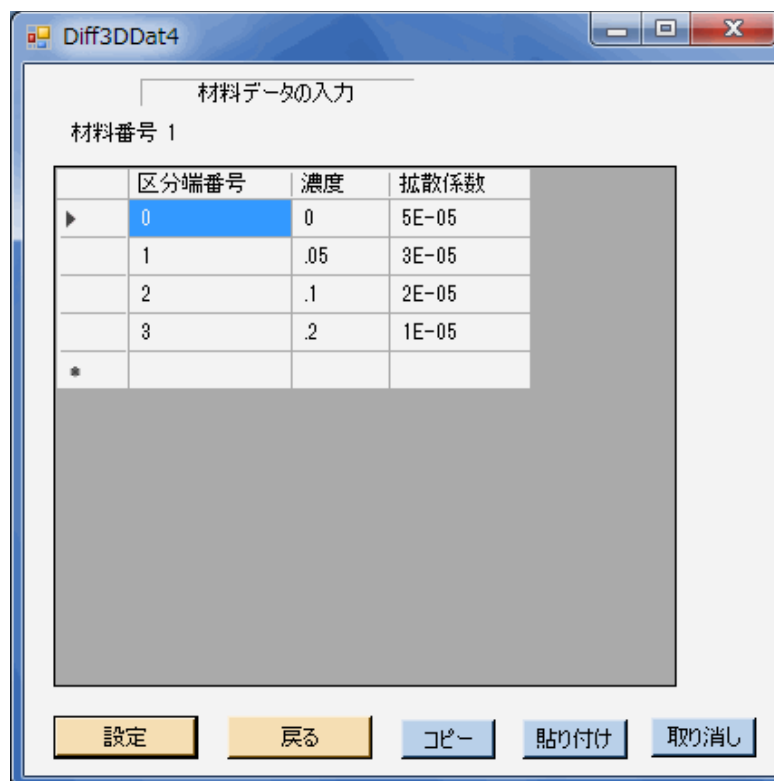 Diff3DDat4
材料データの入力
材料番号 1
区分端番号 濃度 拡散係数
0 0 5E-05
1 .05 3E-05
2 .1 2E-05
3 .2 1E-05
設定 戻る コピー 貼り付け 取り消し